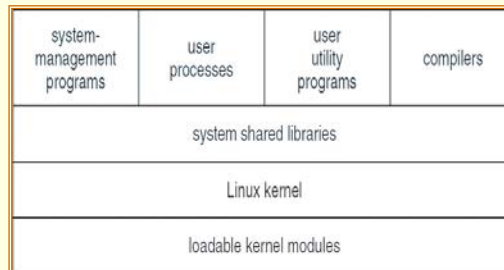 system-
management
programs
user
processes
user
utility
programs
compilers
system shared libraries
Linux kernel
loadable kernel modules